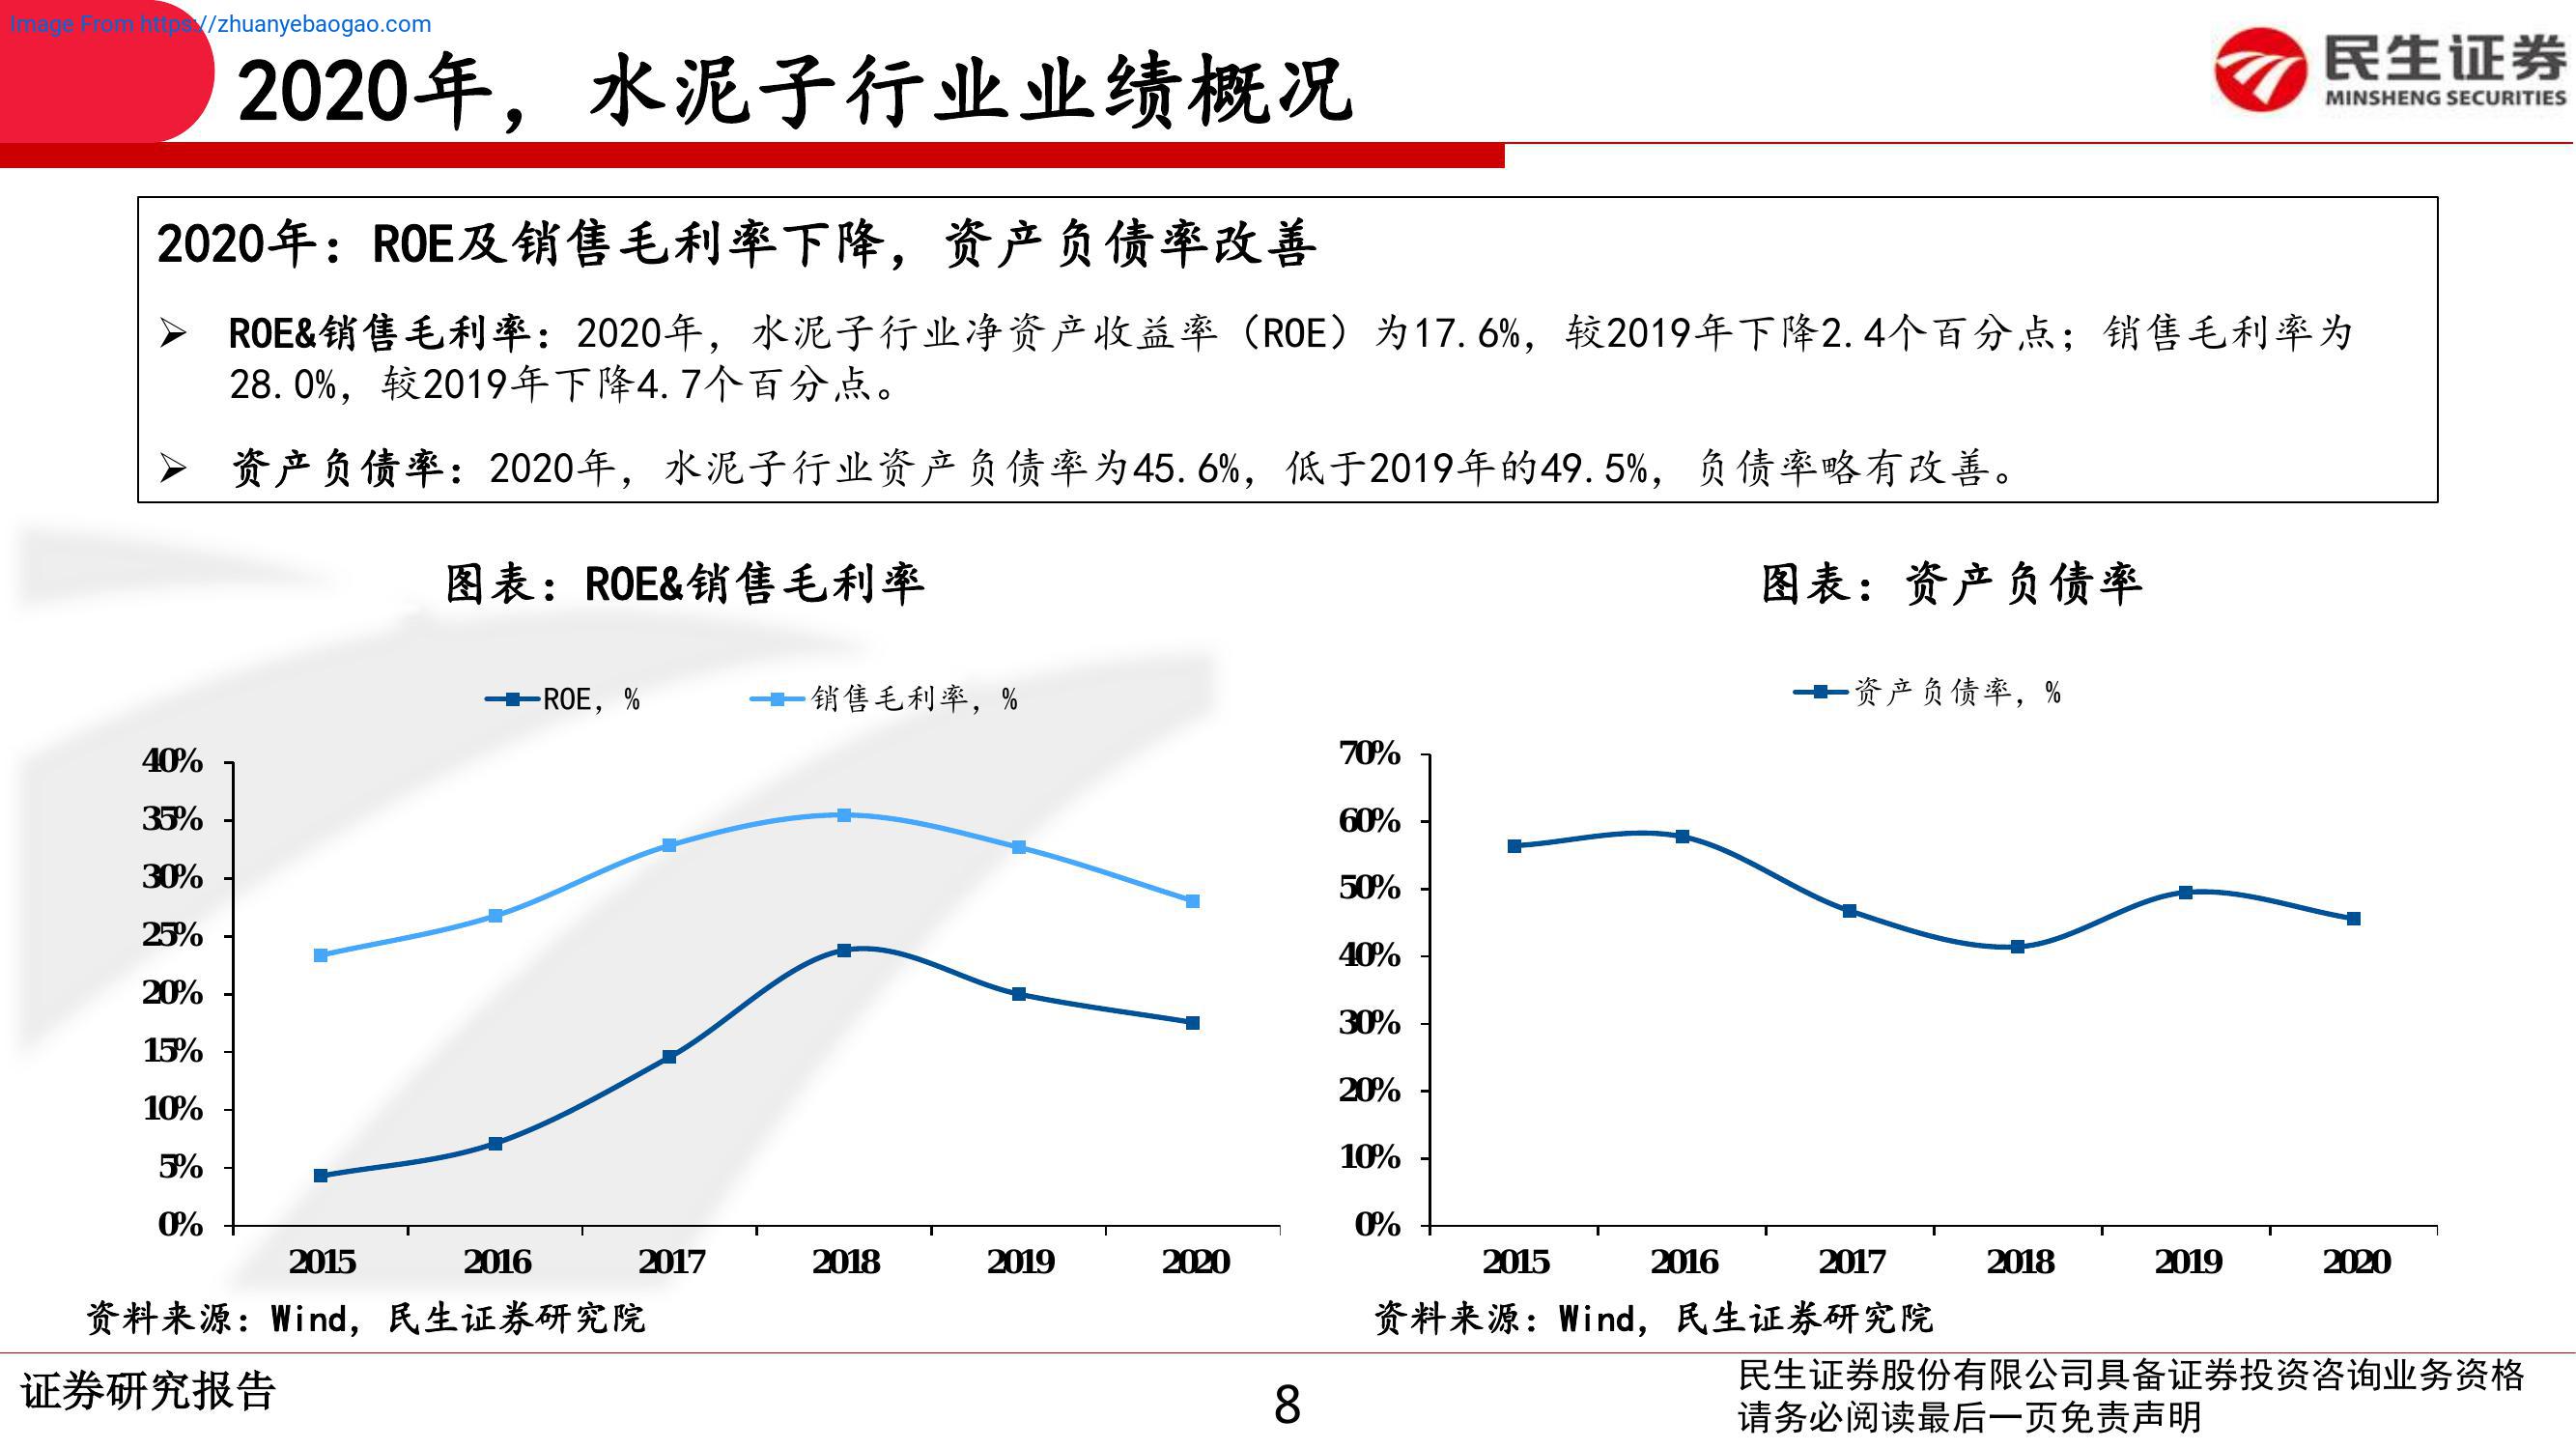 Image From https://zhuanyebaogao.com
2020年，水泥子行业业绩概况
民生证券
MINSHENG SECURITIES
2020年：ROE及销售毛利率下降，资产负债率改善
➢ ROE&销售毛利率：2020年，水泥子行业净资产收益率（ROE）为17.6%，较2019年下降2.4个百分点；销售毛利率为
28.0%，较2019年下降4.7个百分点。
➢ 资产负债率：2020年，水泥子行业资产负债率为45.6%，低于2019年的49.5%，负债率略有改善。
图表：ROE&销售毛利率
ROE，% 销售毛利率，%
40%
35%
30%
25%
20%
15%
10%
5%
0%
2015 2016 2017 2018 2019 2020
资料来源：Wind，民生证券研究院
图表：资产负债率
资产负债率，%
70%
60%
50%
40%
30%
20%
10%
0%
2015 2016 2017 2018 2019 2020
资料来源：Wind，民生证券研究院
证券研究报告
8
民生证券股份有限公司具备证券投资咨询业务资格
请务必阅读最后一页免责声明